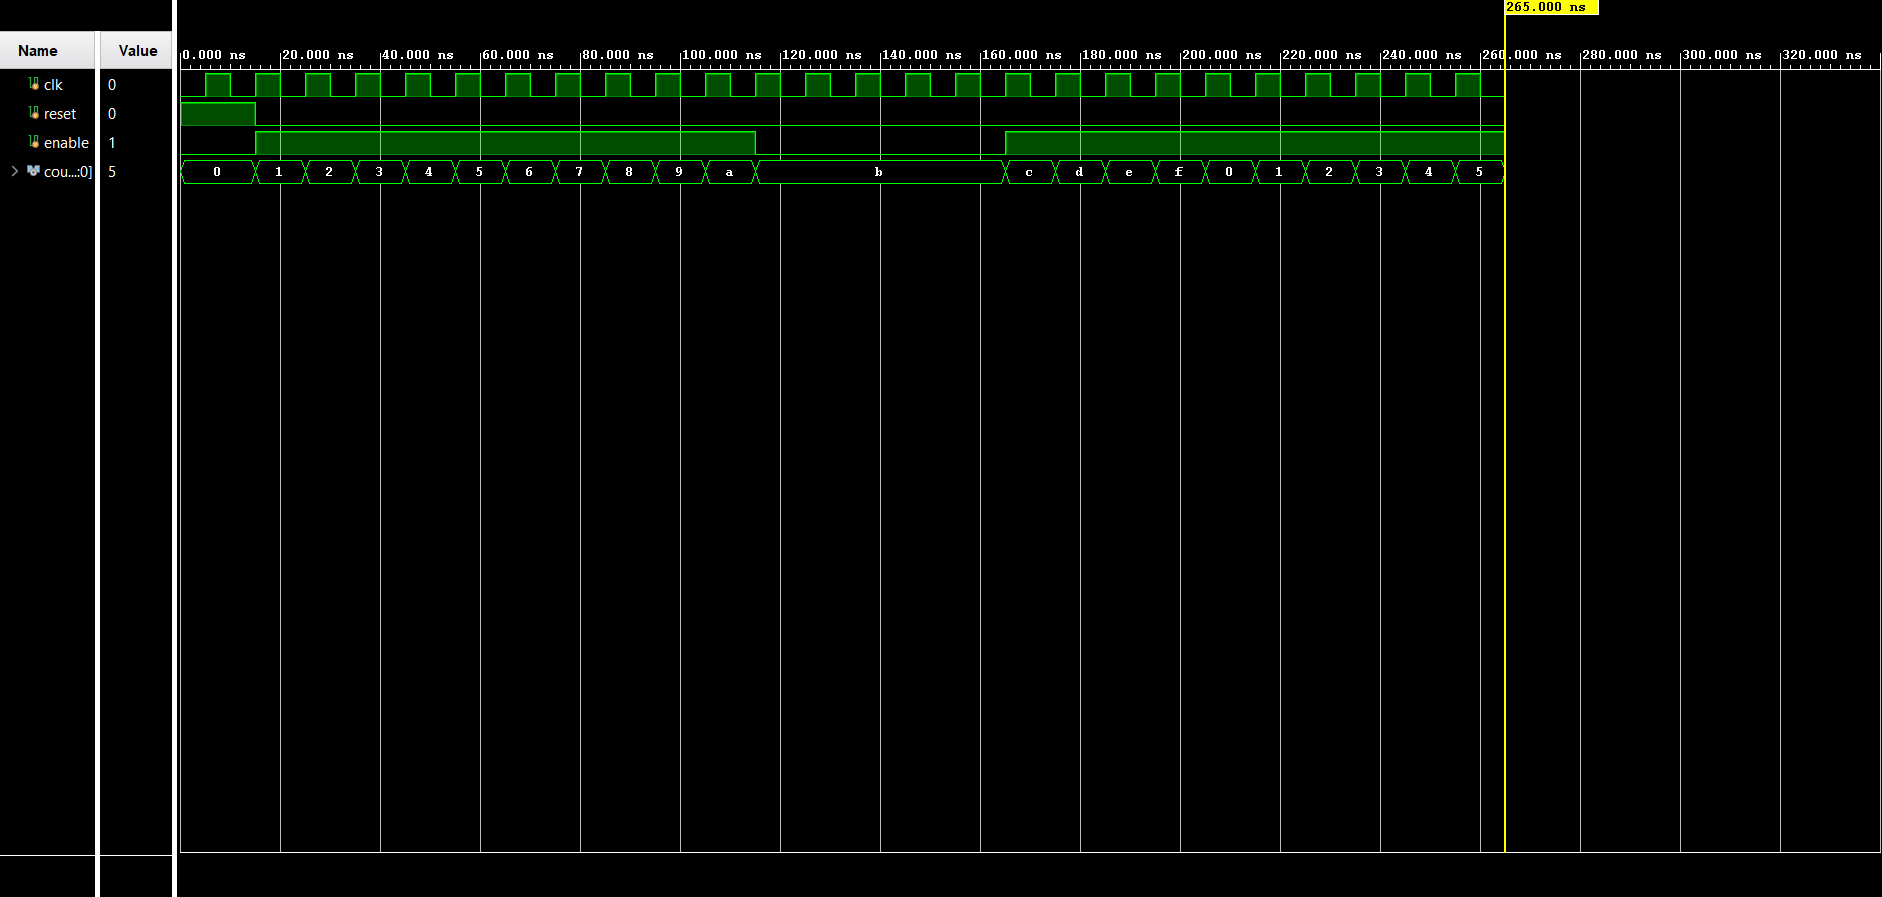 265.000 ns
Name Value
0.000 ns 20.000 ns 40.000 ns 60.000 ns 80.000 ns 100.000 ns 120.000 ns 140.000 ns 160.000 ns 180.000 ns 200.000 ns 220.000 ns 240.000 ns 260.000 ns 280.000 ns 300.000 ns 320.000 ns
clk 0
reset 0
enable 1
cou...:0] 5 0 1 2 3 4 5 6 7 8 9 a b c d e f 0 1 2 3 4 5